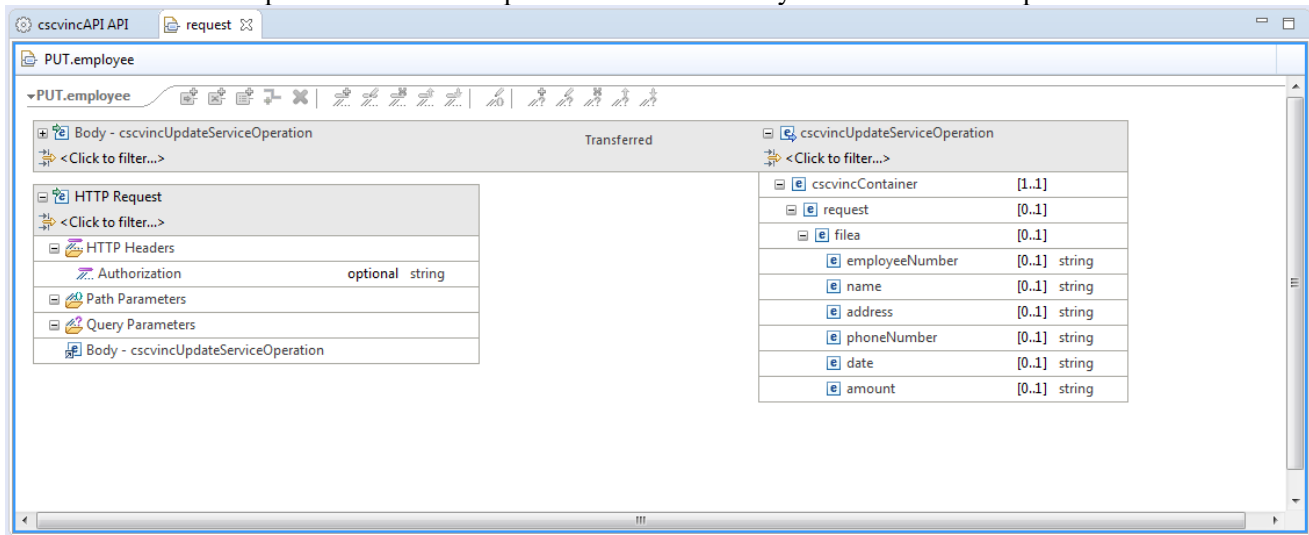 cscvincAPI API request
PUT.employee
PUT.employee
Body - cscvincUpdateServiceOperation
<Click to filter...>
Transferred
cscvincUpdateServiceOperation
<Click to filter...>
HTTP Request
<Click to filter...>
HTTP Headers
Authorization optional string
Path Parameters
Query Parameters
Body - cscvincUpdateServiceOperation
cscvincContainer [1..1]
request [0..1]
filea [0..1]
employeeNumber [0..1] string
name [0..1] string
address [0..1] string
phoneNumber [0..1] string
date [0..1] string
amount [0..1] string